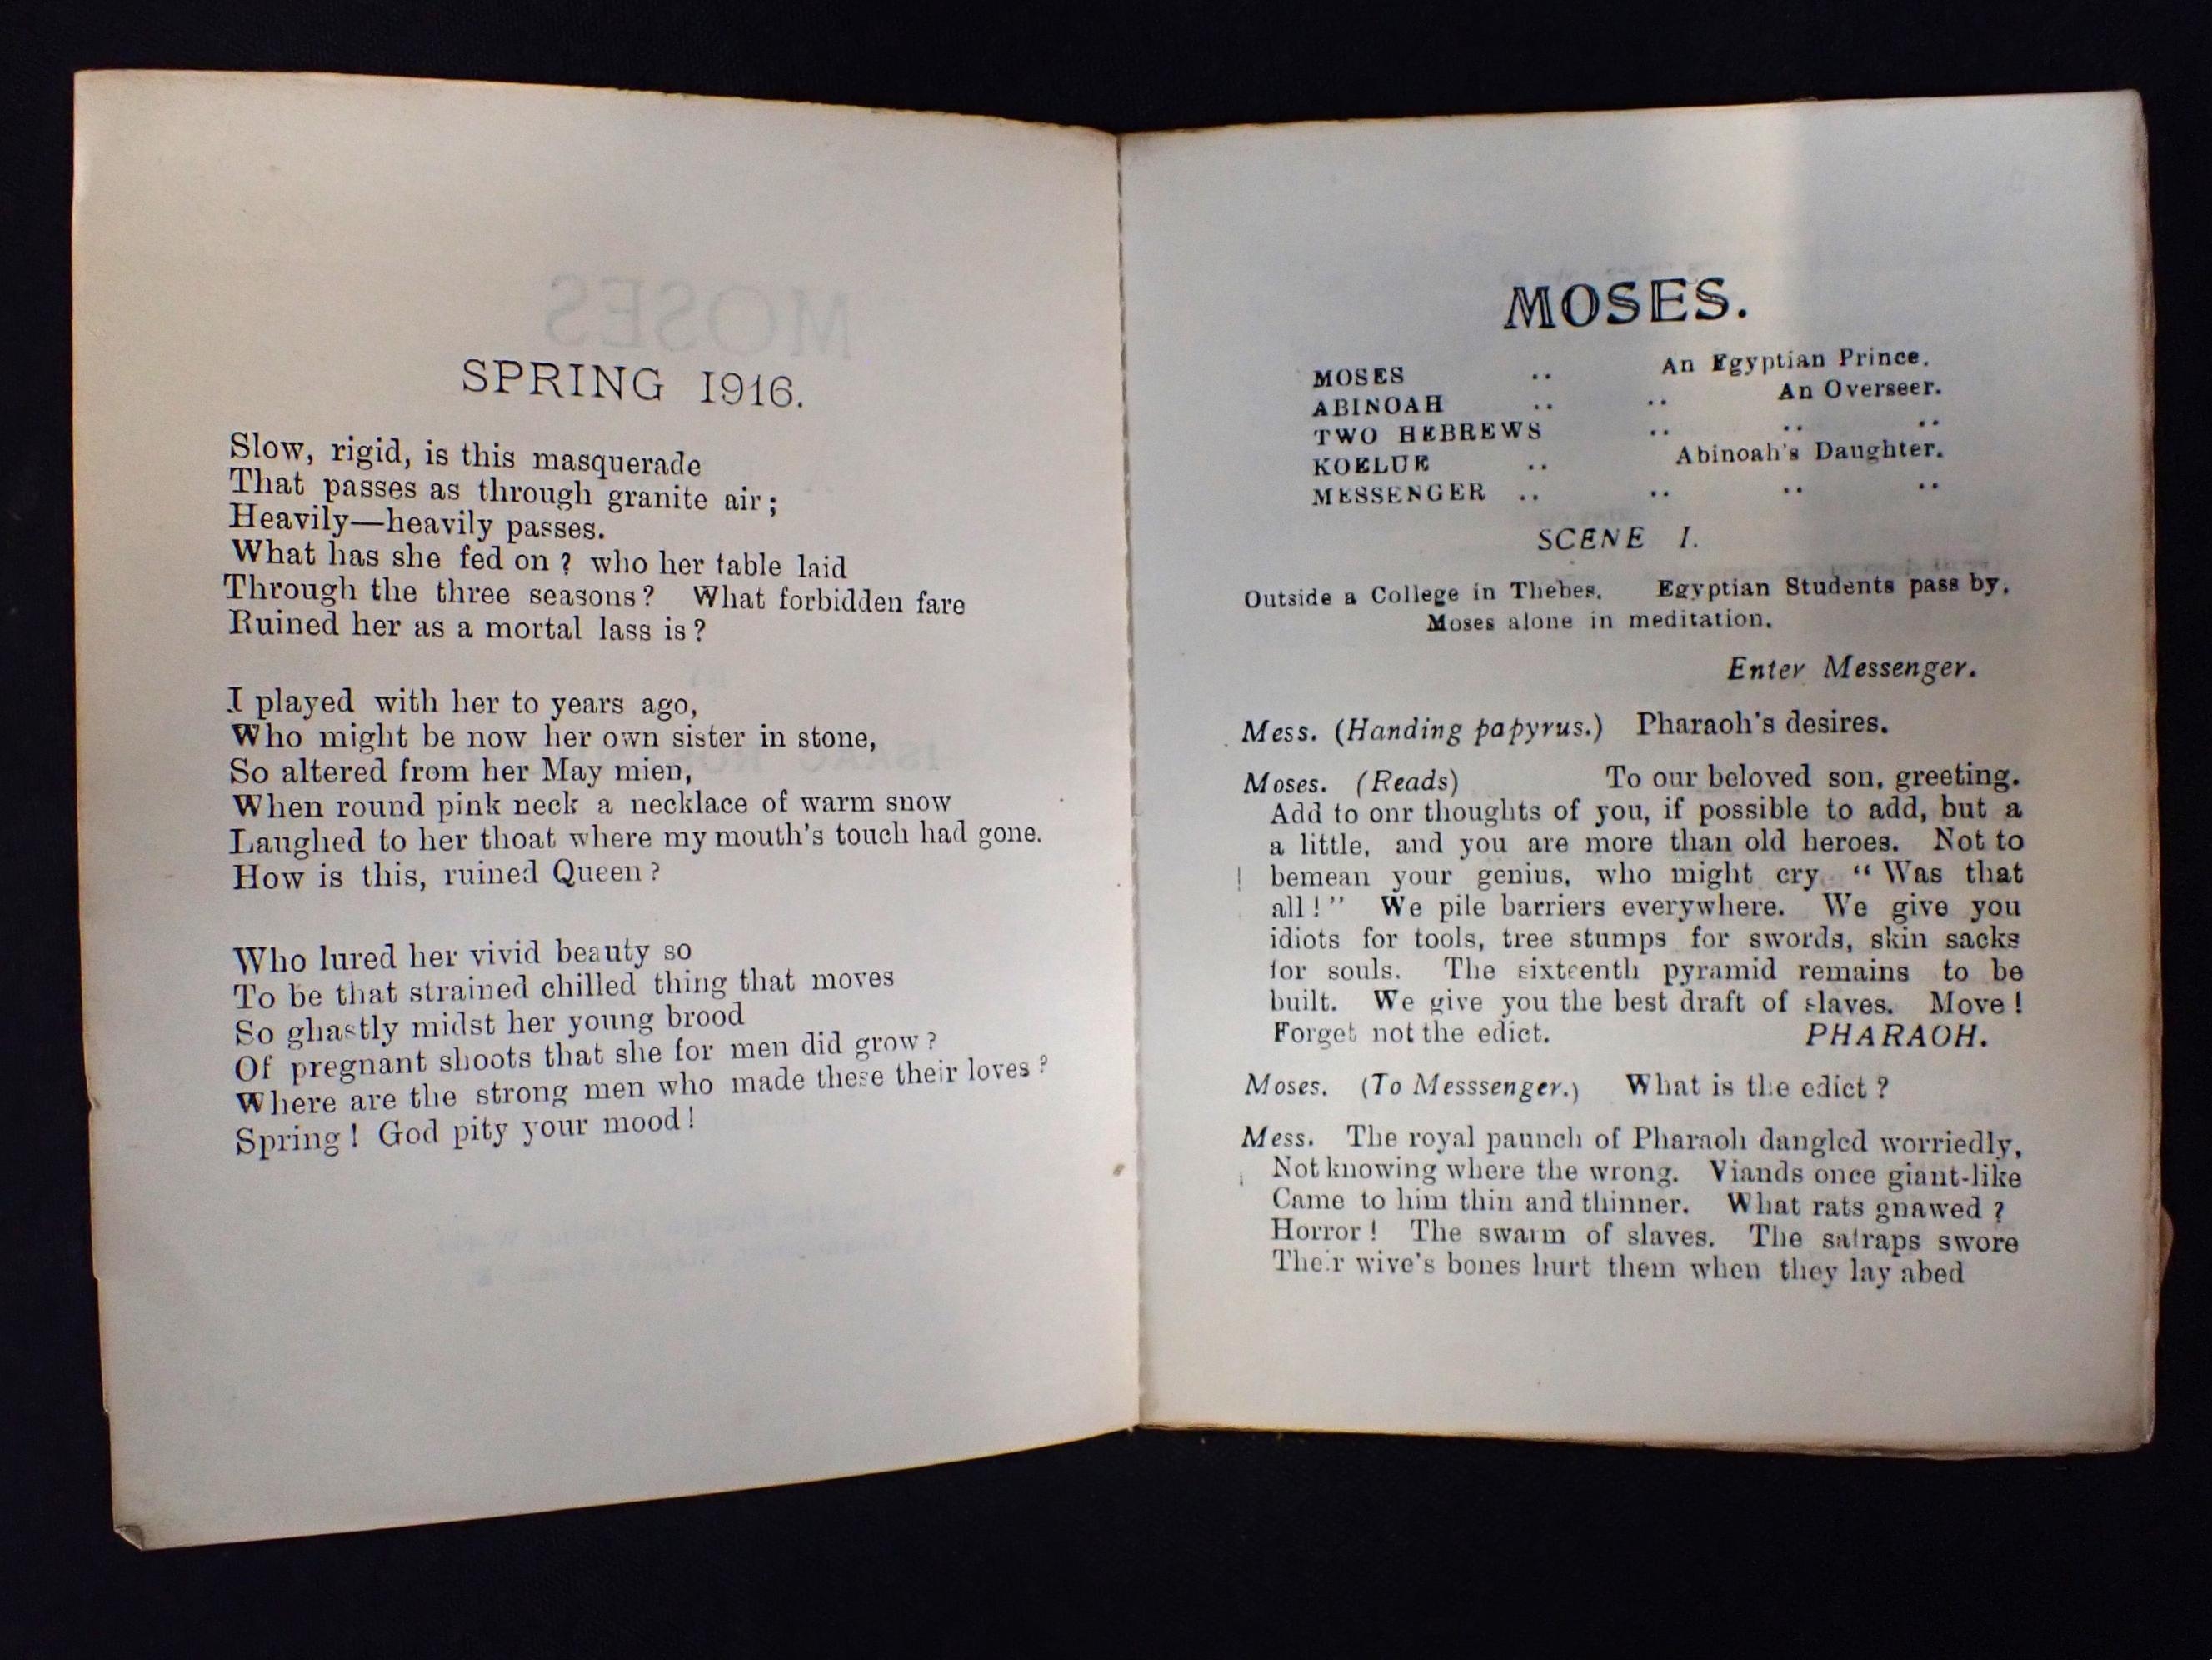 SPRING 1916.
Slow, rigid, is this masquerade
That passes as through granite air;
Heavily—heavily passes.
What has she fed on? who her table laid
Through the three seasons? What forbidden fare
Ruined her as a mortal lass is?
I played with her to years ago,
Who might be now her own sister in stone,
So altered from her May mien,
When round pink neck a necklace of warm snow
Laughed to her thoat where my mouth's touch had gone.
How is this, ruined Queen?
Who lured her vivid beauty so
To be that strained chilled thing that moves
So ghastly midst her young brood
Of pregnant shoots that she for men did grow?
Where are the strong men who made these their loves?
Spring! God pity your mood!
MOSES.
MOSES .. An Egyptian Prince.
ABINOAH .. .. An Overseer.
TWO HEBREWS .. .. ..
KOELUE .. Abinoah's Daughter.
MESSENGER .. .. .. ..
SCENE I.
Outside a College in Thebes. Egyptian Students pass by.
Moses alone in meditation.
Enter Messenger.
Mess. (Handing papyrus.) Pharaoh's desires.
Moses. (Reads) To our beloved son, greeting.
Add to onr thoughts of you, if possible to add, but a
a little, and you are more than old heroes. Not to
bemean your genius, who might cry "Was that
all!" We pile barriers everywhere. We give you
idiots for tools, tree stumps for swords, skin sacks
for souls. The sixteenth pyramid remains to be
built. We give you the best draft of slaves. Move!
Forget not the edict. PHARAOH.
Moses. (To Messsenger.) What is the edict?
Mess. The royal paunch of Pharaoh dangled worriedly,
Not knowing where the wrong. Viands once giant-like
Came to him thin and thinner. What rats gnawed?
Horror! The swarm of slaves. The satraps swore
Their wive's bones hurt them when they lay abed